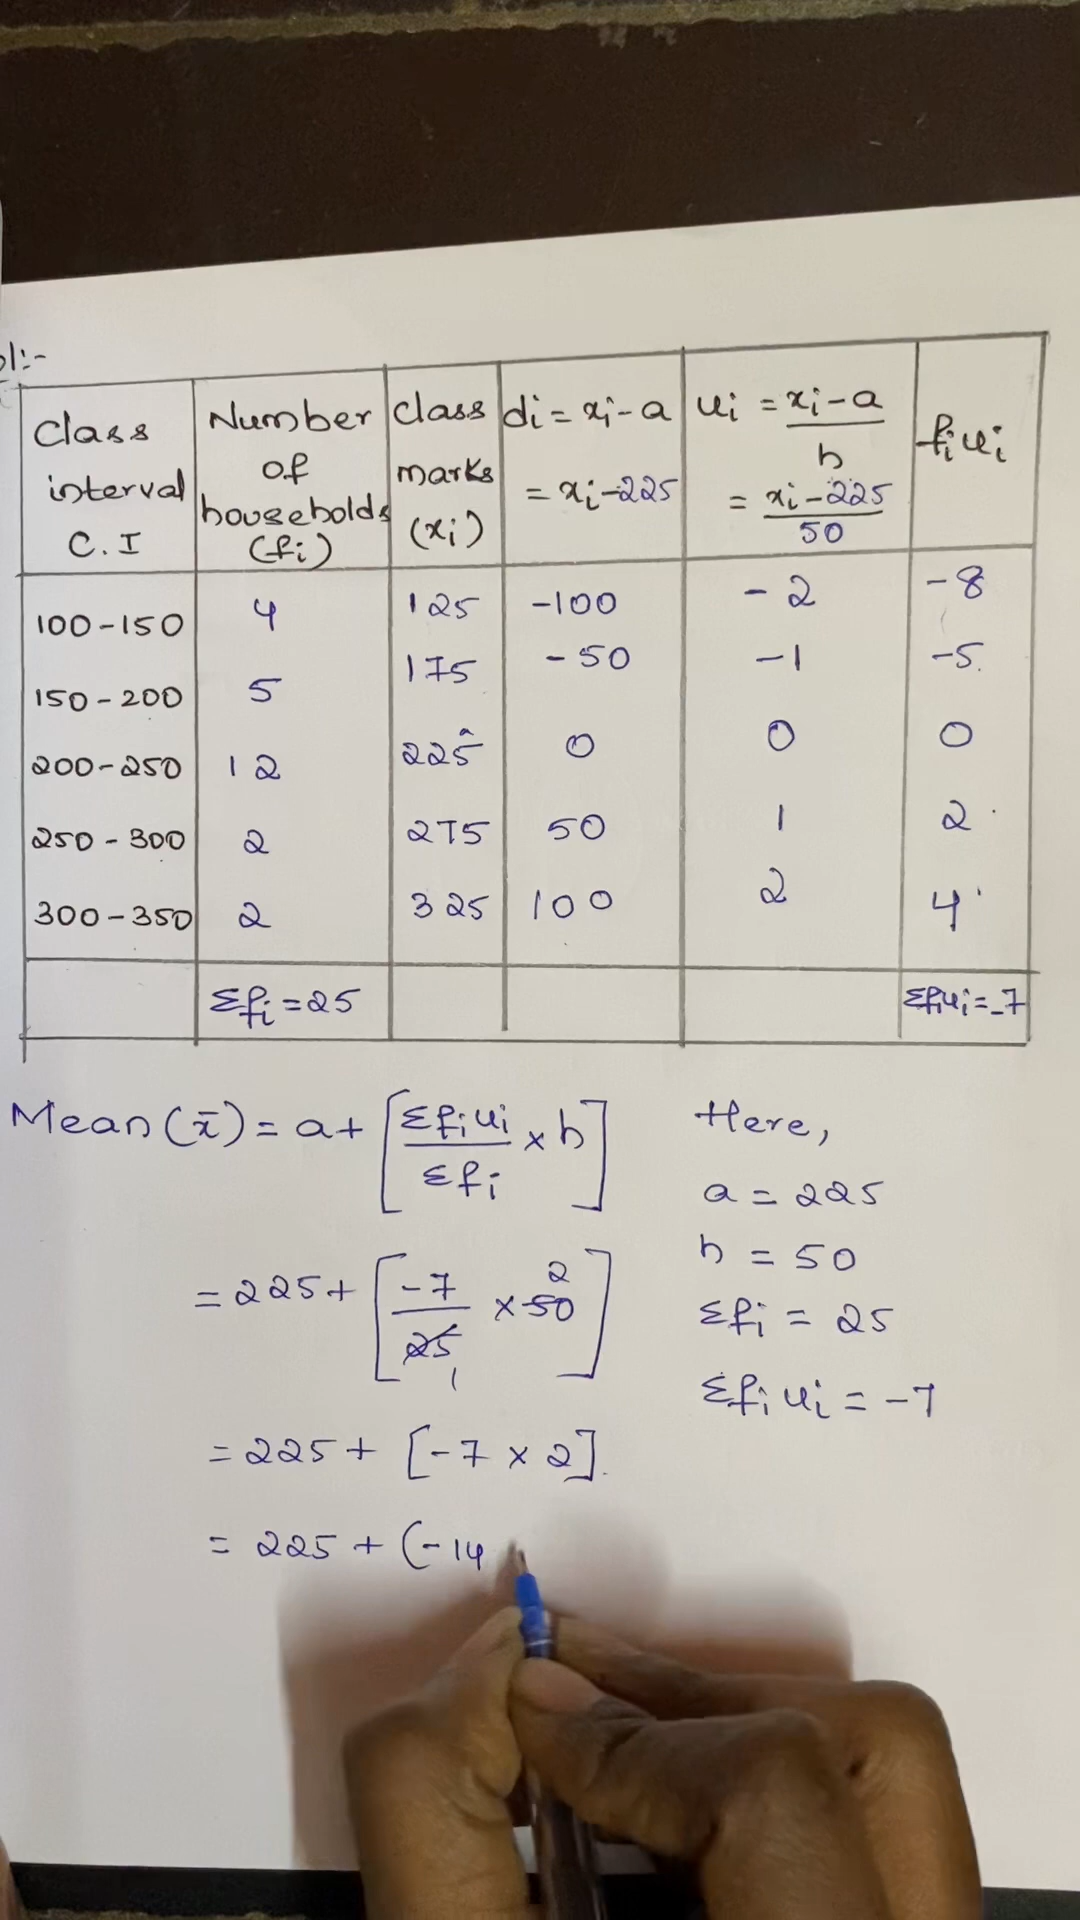 Class interval C.I | Number of households (fi) | Class marks (xi) | di = xi - a = xi - 225 | ui = xi - a / h = xi - 225 / 50 | fiui
100-150 | 4 | 125 | -100 | -2 | -8
150-200 | 5 | 175 | -50 | -1 | -5
200-250 | 12 | 225 | 0 | 0 | 0
250-300 | 2 | 275 | 50 | 1 | 2
300-350 | 2 | 325 | 100 | 2 | 4
Σfi = 25 | Σfiui = -7
Mean (x̄) = a + [Σfiui / Σfi × h]
= 225 + [-7 / 25 × 50] 1 2
= 225 + [-7 × 2].
= 225 + (-14
Here,
a = 225
h = 50
Σfi = 25
Σfiui = -7